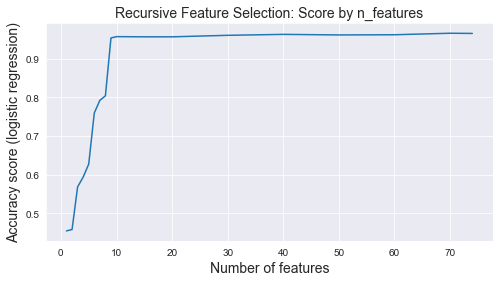 Recursive Feature Selection: Score by n_features
Accuracy score (logistic regression)
0.9
0.8
0.7
0.6
0.5
0 10 20 30 40 50 60 70
Number of features